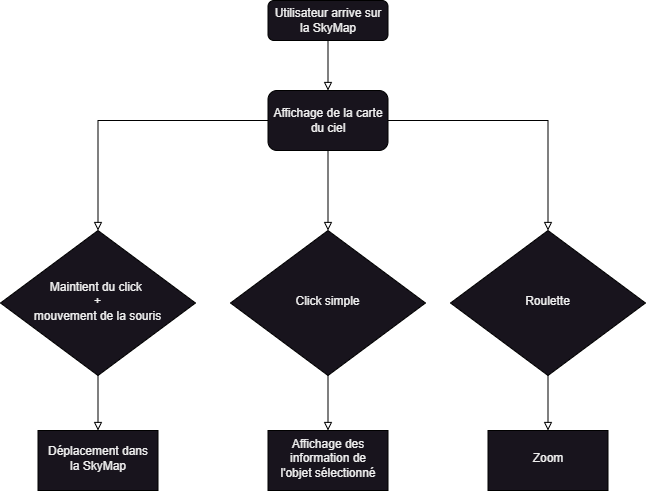 Utilisateur arrive sur
la SkyMap
Affichage de la carte
du ciel
Maintient du click
+
mouvement de la souris
Click simple
Roulette
Déplacement dans
la SkyMap
Affichage des
information de
l'objet sélectionné
Zoom